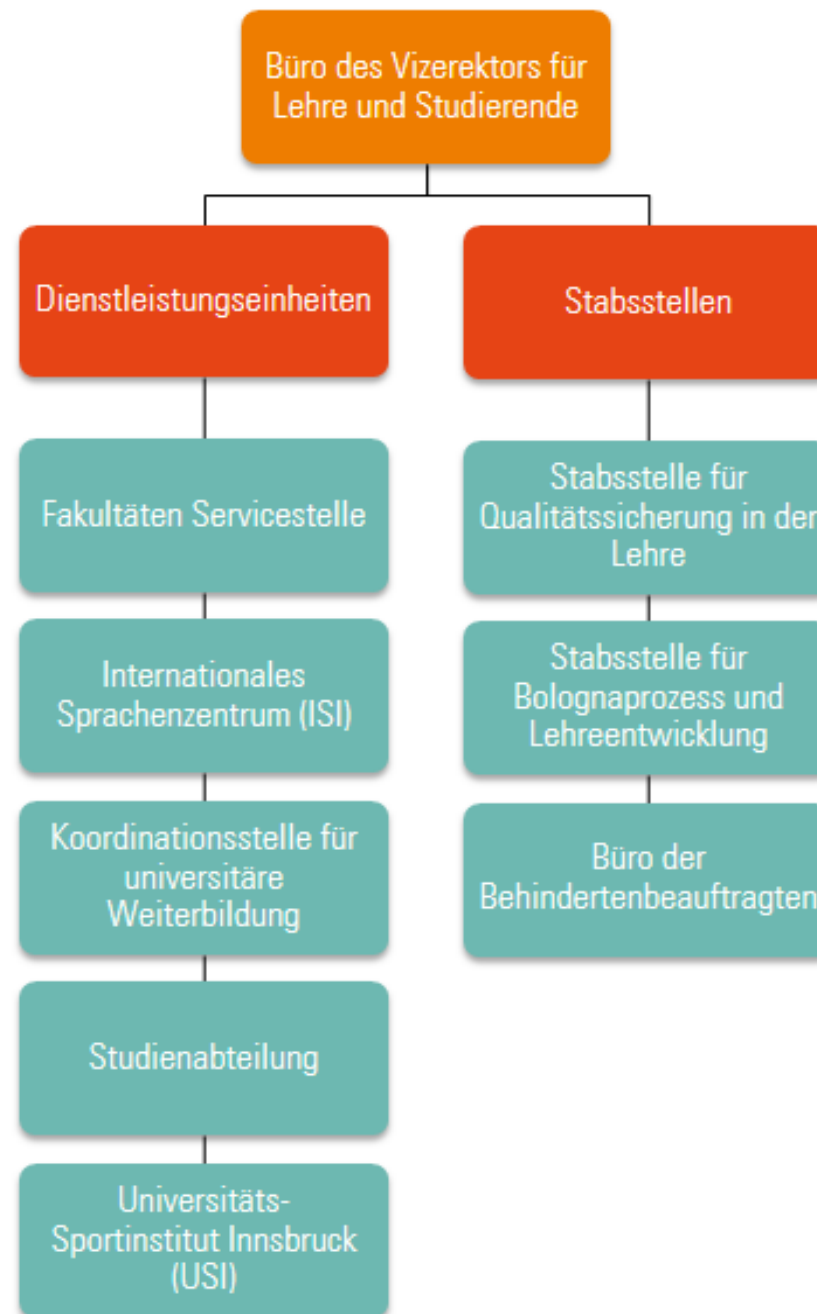 Büro des Vizerektors für
Lehre und Studierende
Dienstleistungseinheiten
Fakultäten Servicestelle
Internationales
Sprachenzentrum (ISI)
Koordinationsstelle für
universitäre
Weiterbildung
Studienabteilung
Universitäts-
Sportinstitut Innsbruck
(USI)
Stabsstellen
Stabsstelle für
Qualitätssicherung in der
Lehre
Stabsstelle für
Bolognaprozess und
Lehreentwicklung
Büro der
Behindertenbeauftragten